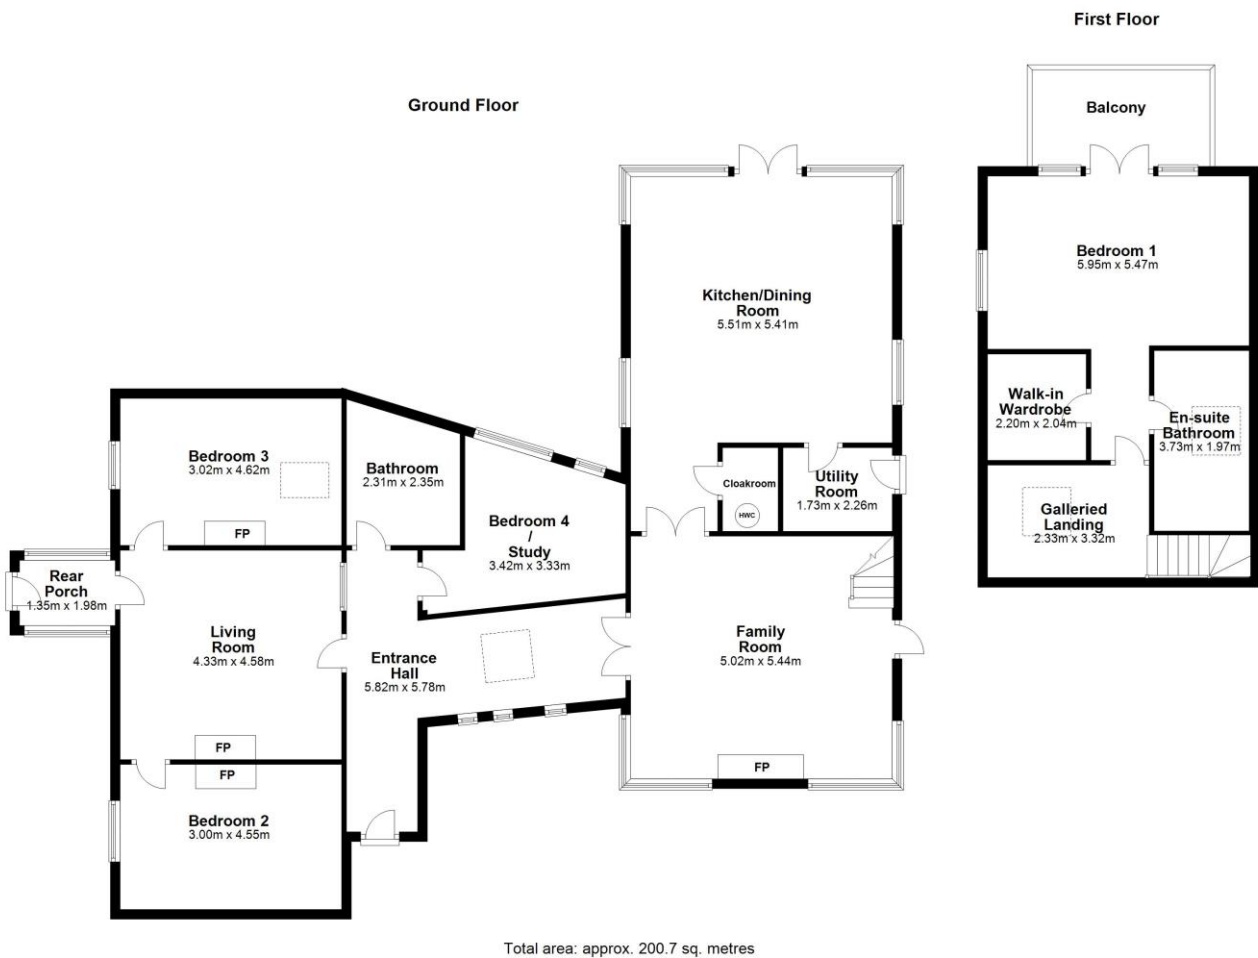 First Floor
Ground Floor
Balcony
Bedroom 1
5.95m x 5.47m
Kitchen/Dining
Room
5.51m x 5.41m
Walk-in
Wardrobe
2.20m x 2.04m
En-suite
Bathroom
3.73m x 1.97m
Bedroom 3
3.02m x 4.62m
FP
Bathroom
2.31m x 2.35m
Cloakroom
HWC
Utility
Room
1.73m x 2.26m
Galleried
Landing
2.33m x 3.32m
Bedroom 4
/
Study
3.42m x 3.33m
Rear
Porch
1.35m x 1.98m
Living
Room
4.33m x 4.58m
FP
Entrance
Hall
5.82m x 5.78m
Family
Room
5.02m x 5.44m
FP
FP
Bedroom 2
3.00m x 4.55m
Total area: approx. 200.7 sq. metres